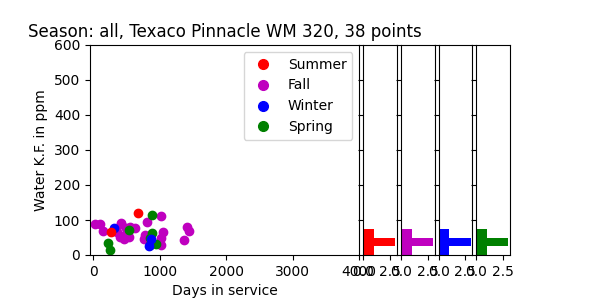 Season: all, Texaco Pinnacle WM 320, 38 points
Water K.F. in ppm
600
500
400
300
200
100
0
Summer
Fall
Winter
Spring
0 1000 2000 3000 4000 0.0 2.5 0.0 2.5 0.0 2.5 0.0 2.5
Days in service